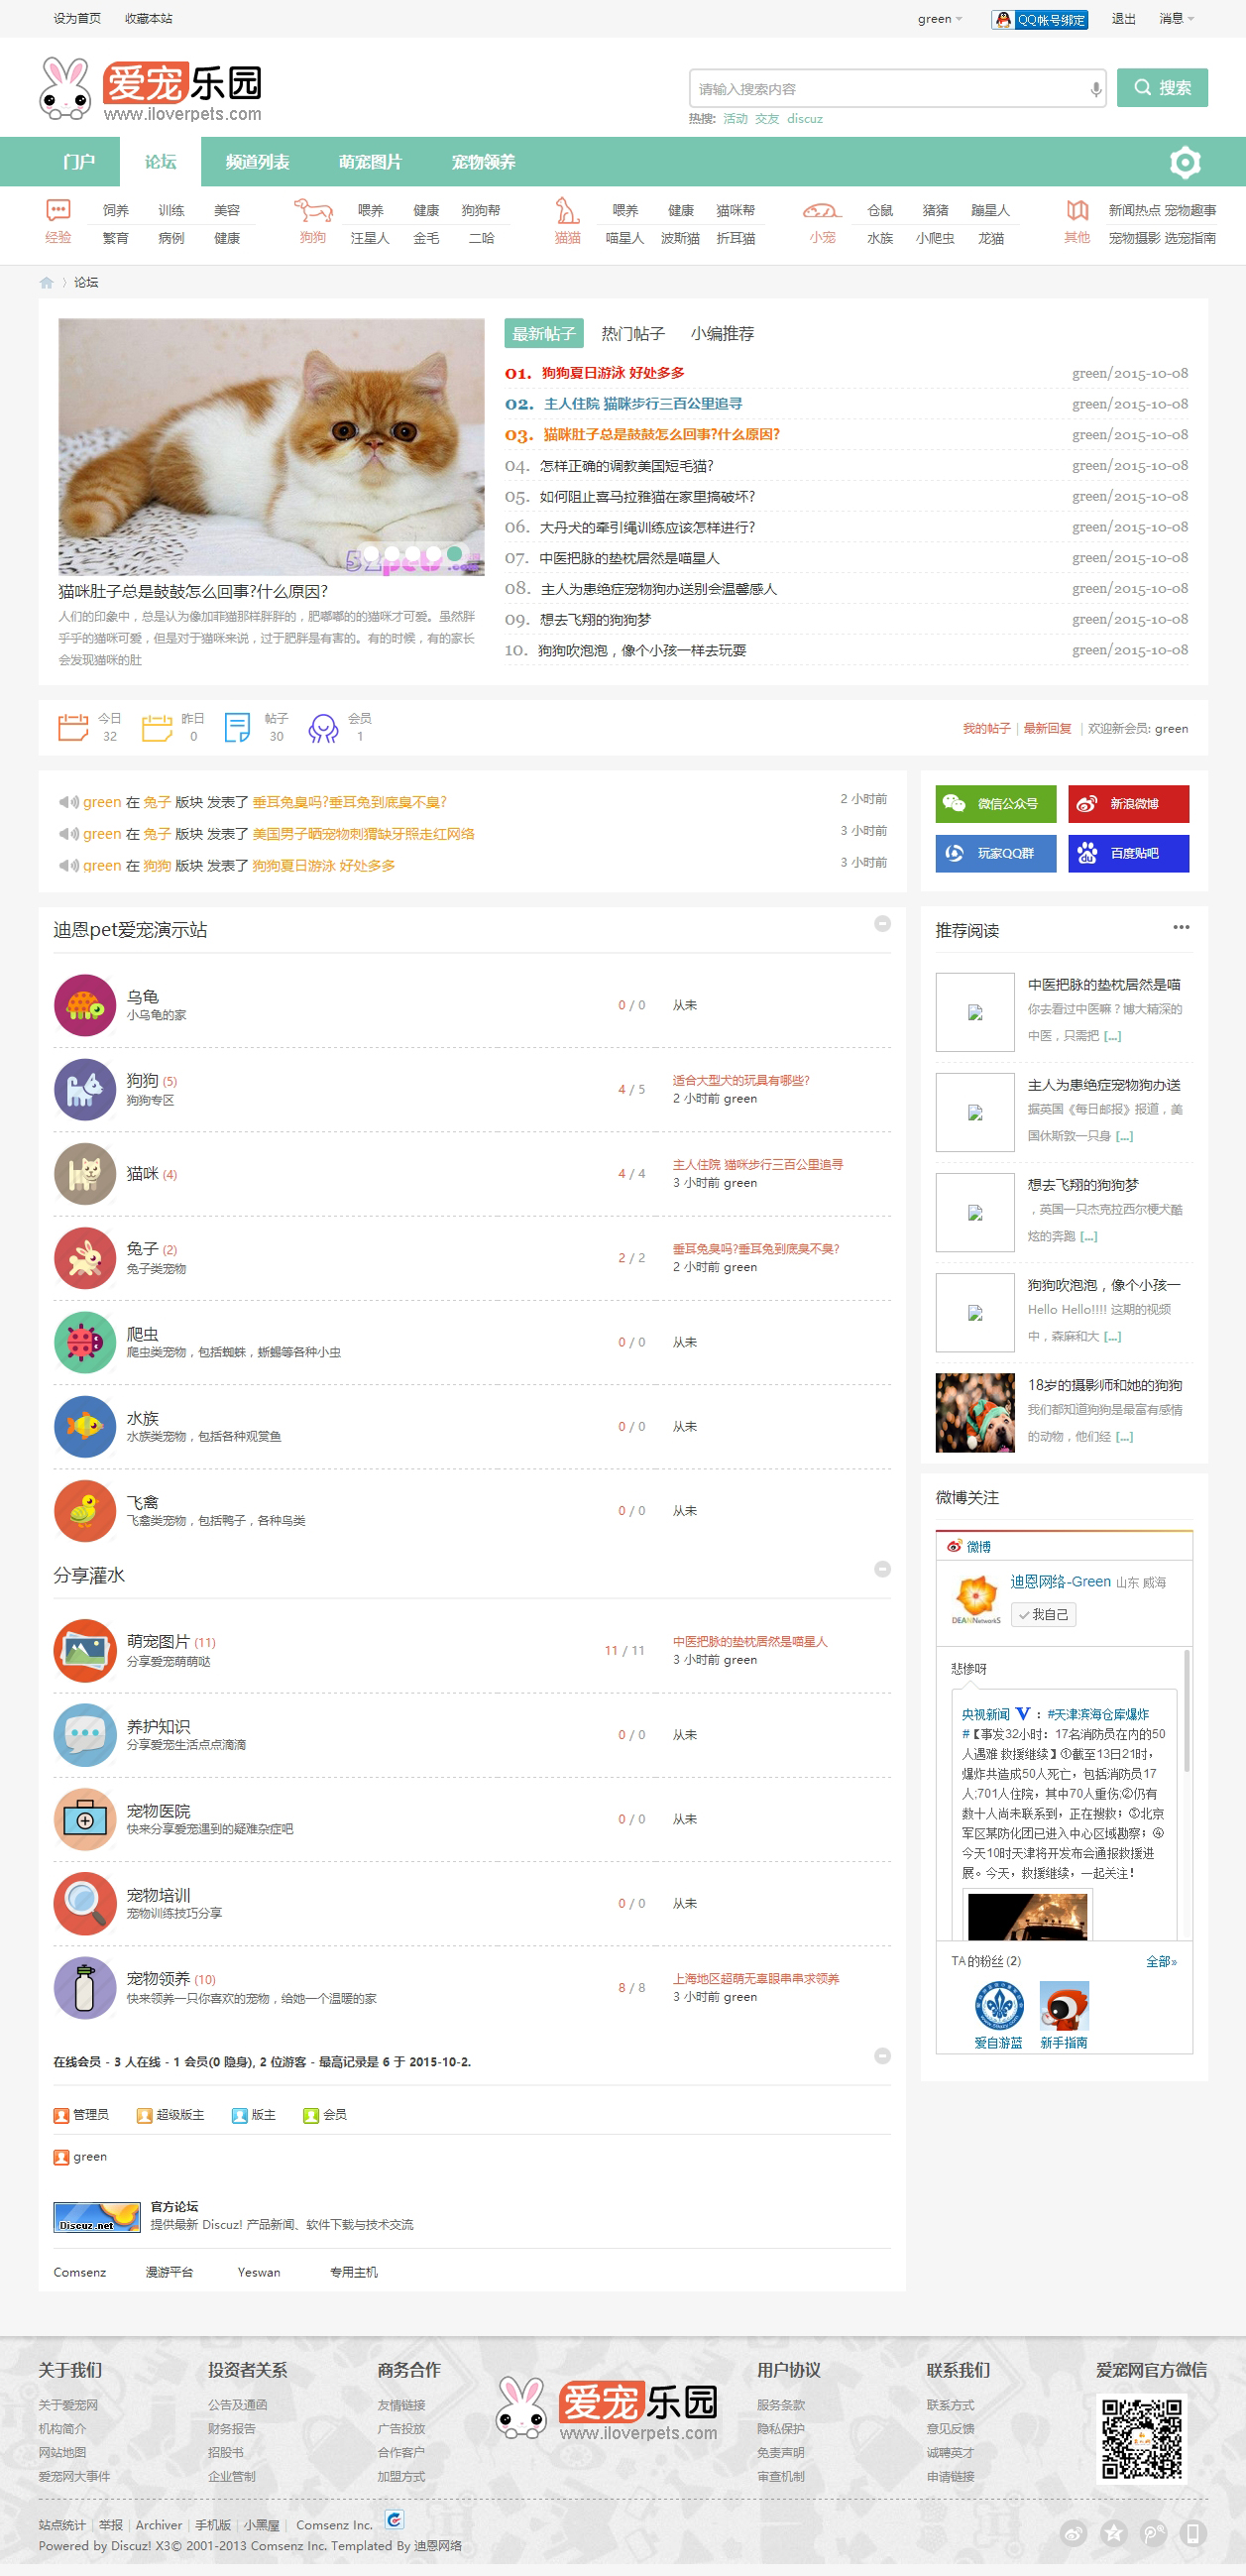 设为首页 收藏本站 green QQ帐号绑定 退出 消息
爱宠乐园
www.iloverpets.com
请输入搜索内容 搜索
热搜: 活动 交友 discuz
门户 论坛 频道列表 萌宠图片 宠物领养
饲养 训练 美容 喂养 健康 狗狗帮 喂养 健康 猫咪帮 仓鼠 猪猪 蹦星人 新闻热点 宠物趣事
经验 繁育 病例 健康 狗狗 汪星人 金毛 二哈 猫猫 喵星人 波斯猫 折耳猫 小宠 水族 小爬虫 龙猫 其他 宠物摄影 选宠指南
论坛
最新帖子 热门帖子 小编推荐
01. 狗狗夏日游泳 好处多多 green/2015-10-08
02. 主人住院 猫咪步行三百公里追寻 green/2015-10-08
03. 猫咪肚子总是鼓鼓怎么回事?什么原因? green/2015-10-08
04. 怎样正确的调教美国短毛猫? green/2015-10-08
05. 如何阻止喜马拉雅猫在家里搞破坏? green/2015-10-08
06. 大丹犬的牵引绳训练应该怎样进行? green/2015-10-08
07. 中医把脉的垫枕居然是喵星人 green/2015-10-08
08. 主人为患绝症宠物狗办送别会温馨感人 green/2015-10-08
09. 想去飞翔的狗狗梦 green/2015-10-08
10. 狗狗吹泡泡，像个小孩一样去玩耍 green/2015-10-08
猫咪肚子总是鼓鼓怎么回事?什么原因?
人们的印象中，总是认为像加菲猫那样胖胖的，肥嘟嘟的的猫咪才可爱。虽然胖
乎乎的猫咪可爱，但是对于猫咪来说，过于肥胖是有害的。有的时候，有的家长
会发现猫咪的肚
今日 昨日 帖子 会员
32 0 30 1
我的帖子 | 最新回复 | 欢迎新会员: green
green 在 兔子 版块 发表了 垂耳兔臭吗?垂耳兔到底臭不臭? 2 小时前
green 在 兔子 版块 发表了 美国男子晒宠物刺猬缺牙照走红网络 3 小时前
green 在 狗狗 版块 发表了 狗狗夏日游泳 好处多多 3 小时前
微信公众号 新浪微博
玩家QQ群 百度贴吧
迪恩pet爱宠演示站
乌龟
小乌龟的家
0 / 0 从未
狗狗 (5)
狗狗专区
4 / 5
适合大型犬的玩具有哪些?
2 小时前 green
猫咪 (4)
4 / 4
主人住院 猫咪步行三百公里追寻
3 小时前 green
兔子 (2)
兔子类宠物
2 / 2
垂耳兔臭吗?垂耳兔到底臭不臭?
2 小时前 green
爬虫
爬虫类宠物，包括蜘蛛，蜥蜴等各种小虫
0 / 0 从未
水族
水族类宠物，包括各种观赏鱼
0 / 0 从未
飞禽
飞禽类宠物，包括鸭子，各种鸟类
0 / 0 从未
分享灌水
萌宠图片 (11)
分享爱宠萌萌哒
11 / 11
中医把脉的垫枕居然是喵星人
3 小时前 green
养护知识
分享爱宠生活点点滴滴
0 / 0 从未
宠物医院
快来分享爱宠遇到的疑难杂症吧
0 / 0 从未
宠物培训
宠物训练技巧分享
0 / 0 从未
宠物领养 (10)
快来领养一只你喜欢的宠物，给她一个温暖的家
8 / 8
上海地区超萌无辜眼串串求领养
3 小时前 green
在线会员 - 3 人在线 - 1 会员(0 隐身), 2 位游客 - 最高记录是 6 于 2015-10-2.
管理员 超级版主 版主 会员
green
Discuz.net
官方论坛
提供最新 Discuz! 产品新闻、软件下载与技术交流
Comsenz 漫游平台 Yeswan 专用主机
推荐阅读
中医把脉的垫枕居然是喵
你去看过中医嘛？博大精深的
中医，只需把 [...]
主人为患绝症宠物狗办送
据英国《每日邮报》报道，美
国休斯敦一只身 [...]
想去飞翔的狗狗梦
，英国一只杰克拉西尔梗犬酷
炫的奔跑 [...]
狗狗吹泡泡，像个小孩一
Hello Hello!!!! 这期的视频
中，森麻和大 [...]
18岁的摄影师和她的狗狗
我们都知道狗狗是最富有感情
的动物，他们经 [...]
微博关注
微博
迪恩网络-Green 山东 威海
DEANNetworkS
我自己
悲惨呀
央视新闻 V ：#天津滨海仓库爆炸
#【事发32小时：17名消防员在内的50
人遇难 救援继续】①截至13日21时，
爆炸共造成50人死亡，包括消防员17
人;701人住院，其中70人重伤;②仍有
数十人尚未联系到，正在搜救；③北京
军区某防化团已进入中心区域勘察；④
今天10时天津将开发布会通报救援进
展。今天，救援继续，一起关注！
TA的粉丝(2) 全部»
爱自游蓝 新手指南
关于我们 投资者关系 商务合作 用户协议 联系我们 爱宠网官方微信
关于爱宠网 公告及通函 友情链接 服务条款 联系方式
机构简介 财务报告 广告投放 隐私保护 意见反馈
网站地图 招股书 合作客户 免责声明 诚聘英才
爱宠网大事件 企业管制 加盟方式 审查机制 申请链接
爱宠乐园
www.iloverpets.com
站点统计 | 举报 | Archiver | 手机版 | 小黑屋 | Comsenz Inc.
Powered by Discuz! X3© 2001-2013 Comsenz Inc. Templated By 迪恩网络